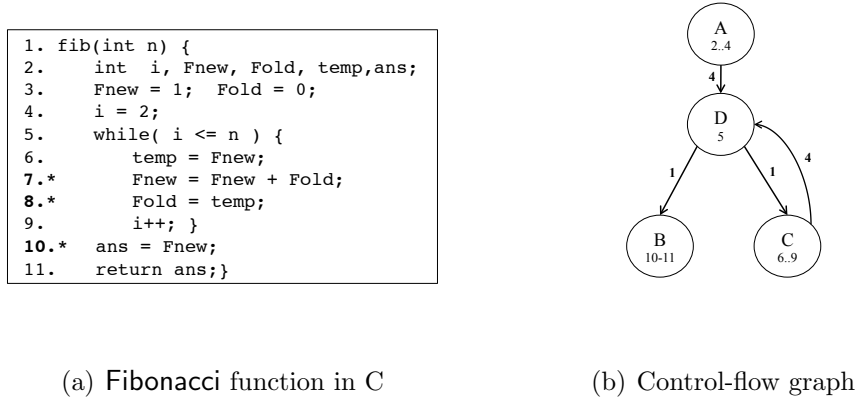 1. fib(int n) {
2. int i, Fnew, Fold, temp,ans;
3. Fnew = 1; Fold = 0;
4. i = 2;
5. while( i <= n ) {
6. temp = Fnew;
7.* Fnew = Fnew + Fold;
8.* Fold = temp;
9. i++; }
10.* ans = Fnew;
11. return ans;}
(a) Fibonacci function in C
A
2..4
4
D
5
1
1
4
B
10-11
C
6..9
(b) Control-flow graph